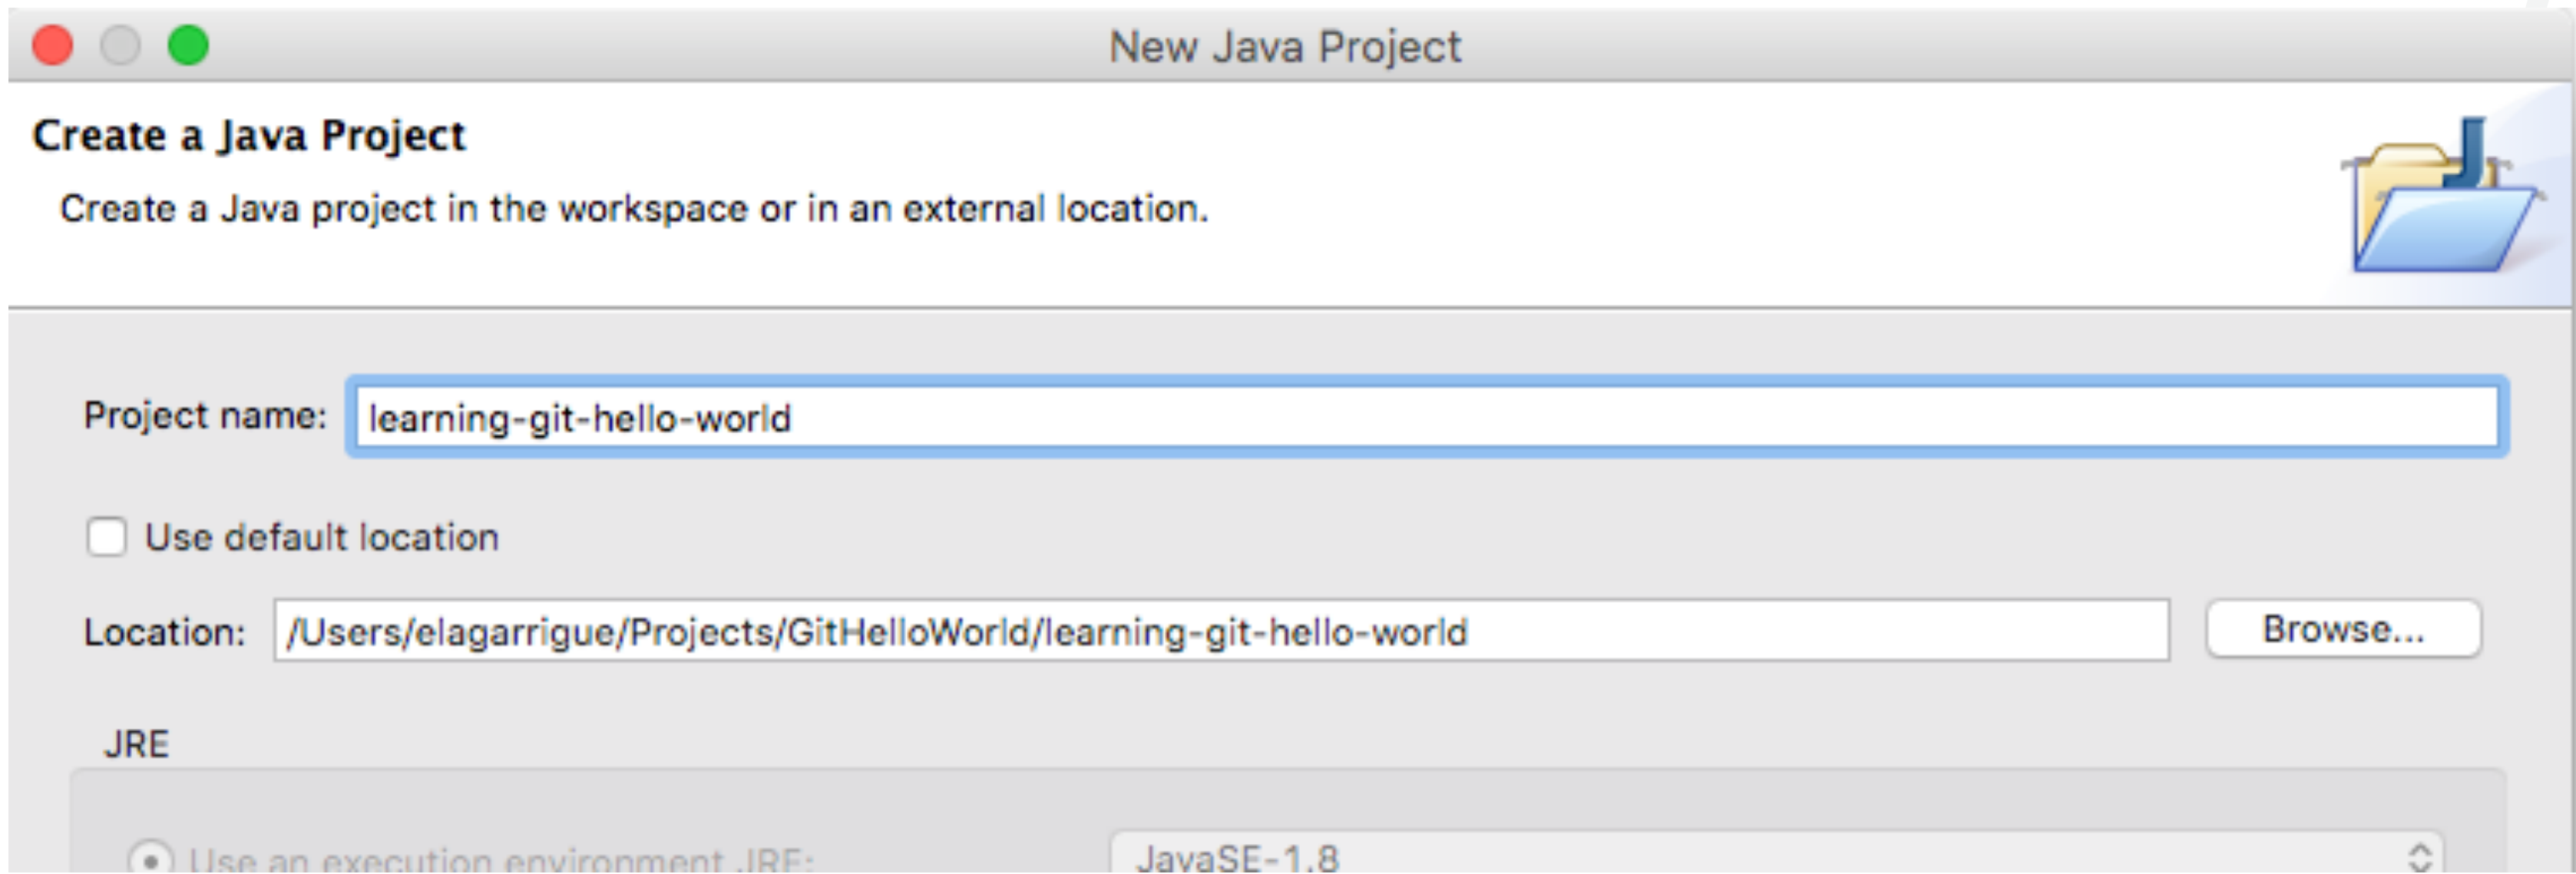 New Java Project
Create a Java Project
Create a Java project in the workspace or in an external location.
Project name: learning-git-hello-world
Use default location
Location: /Users/elagarrigue/Projects/GitHelloWorld/learning-git-hello-world Browse...
JRE
Use an execution environment JRE: JavaSE-1.8